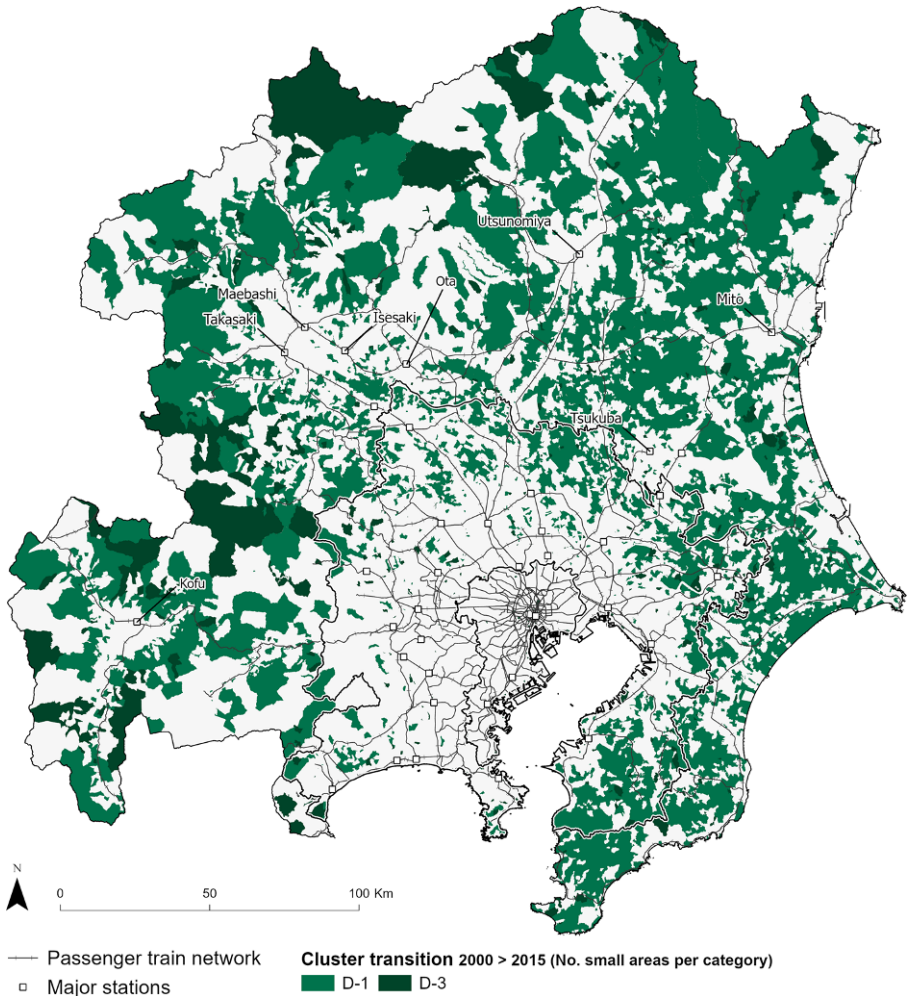 Utsunomiya
Ota
Maebashi
Mito
Takasaki
Isesaki
Tsukuba
Kofu
N
0 50 100 Km
Passenger train network
Cluster transition 2000 > 2015 (No. small areas per category)
Major stations
D-1 D-3